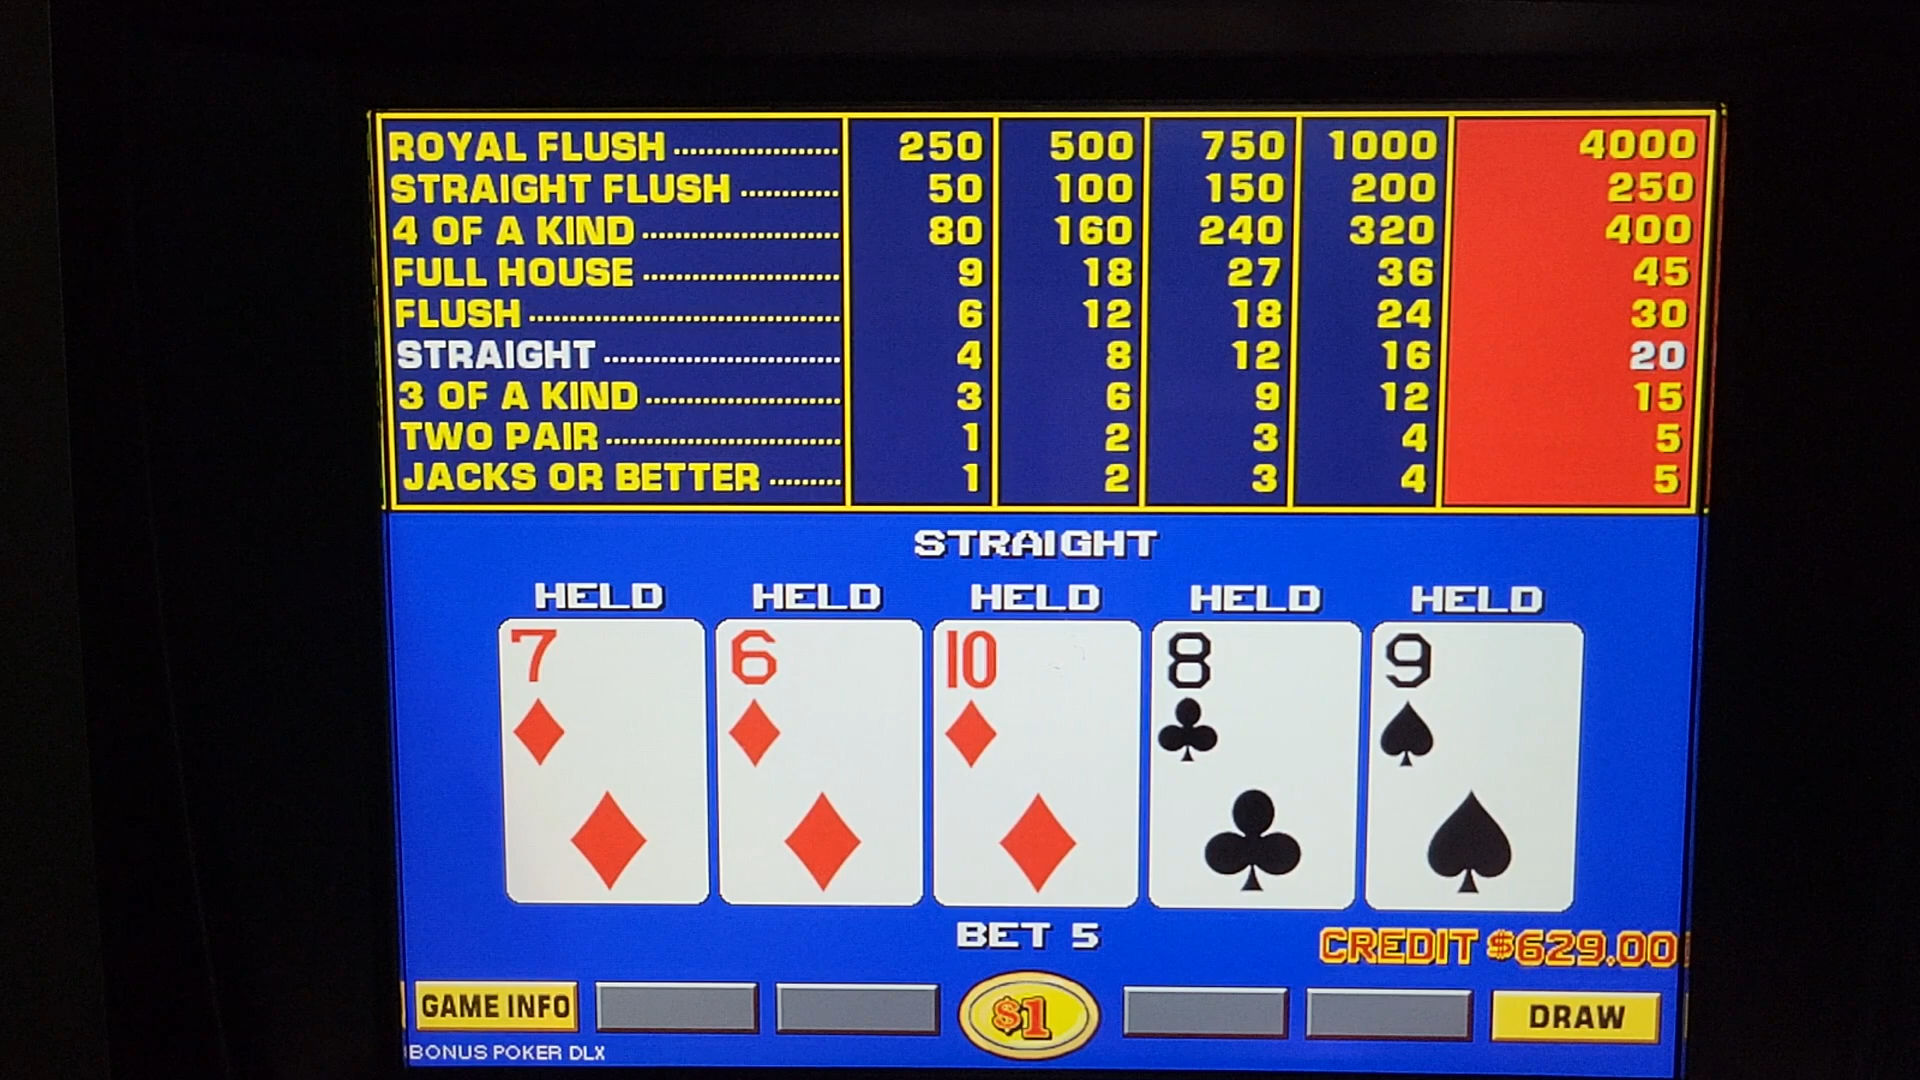 ROYAL FLUSH 250 500 750 1000 4000
STRAIGHT FLUSH 50 100 150 200 250
4 OF A KIND 80 160 240 320 400
FULL HOUSE 9 18 27 36 45
FLUSH 6 12 18 24 30
STRAIGHT 4 8 12 16 20
3 OF A KIND 3 6 9 12 15
TWO PAIR 1 2 3 4 5
JACKS OR BETTER 1 2 3 4 5
STRAIGHT
HELD HELD HELD HELD HELD
7 6 10 8 9
BET 5
CREDIT $629.00
GAME INFO $1 DRAW
BONUS POKER DLX